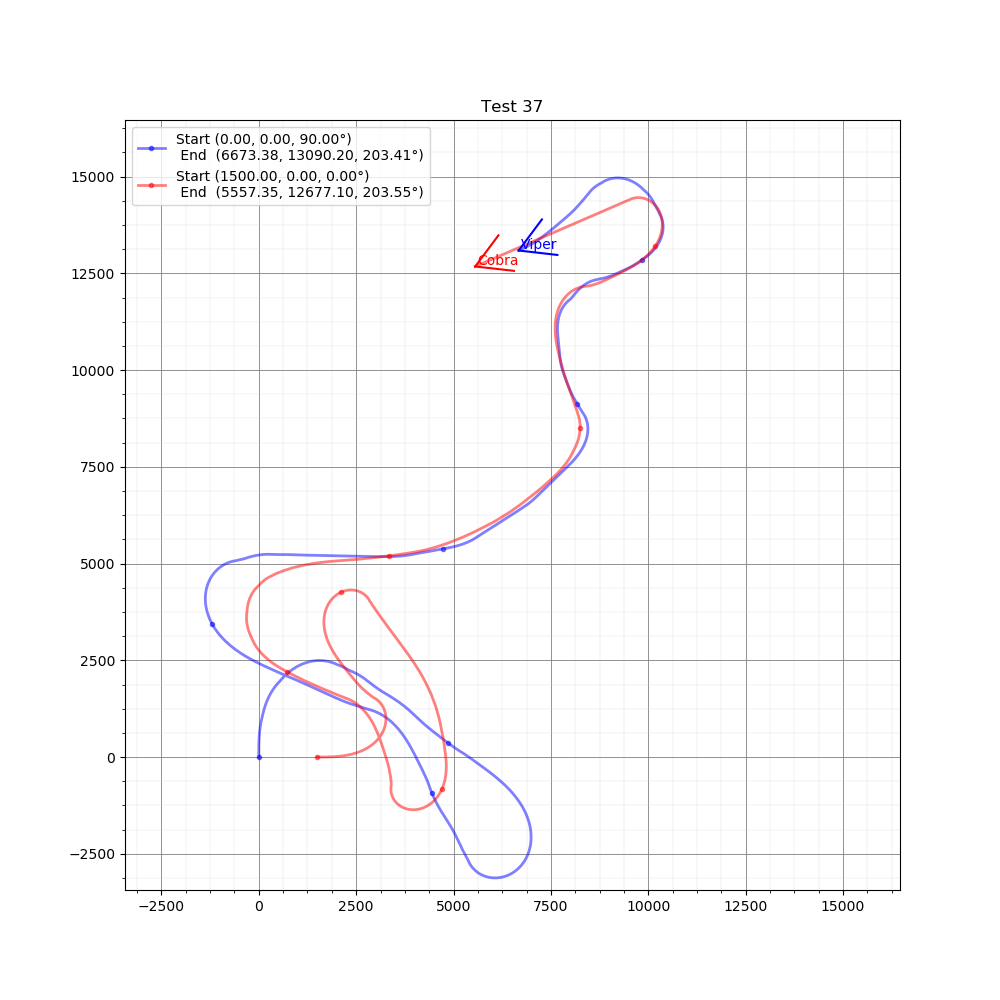 Test 37
Start (0.00, 0.00, 90.00°)
End (6673.38, 13090.20, 203.41°)
Start (1500.00, 0.00, 0.00°)
End (5557.35, 12677.10, 203.55°)
15000
12500
10000
7500
5000
2500
0
−2500
Viper
Cobra
−2500 0 2500 5000 7500 10000 12500 15000